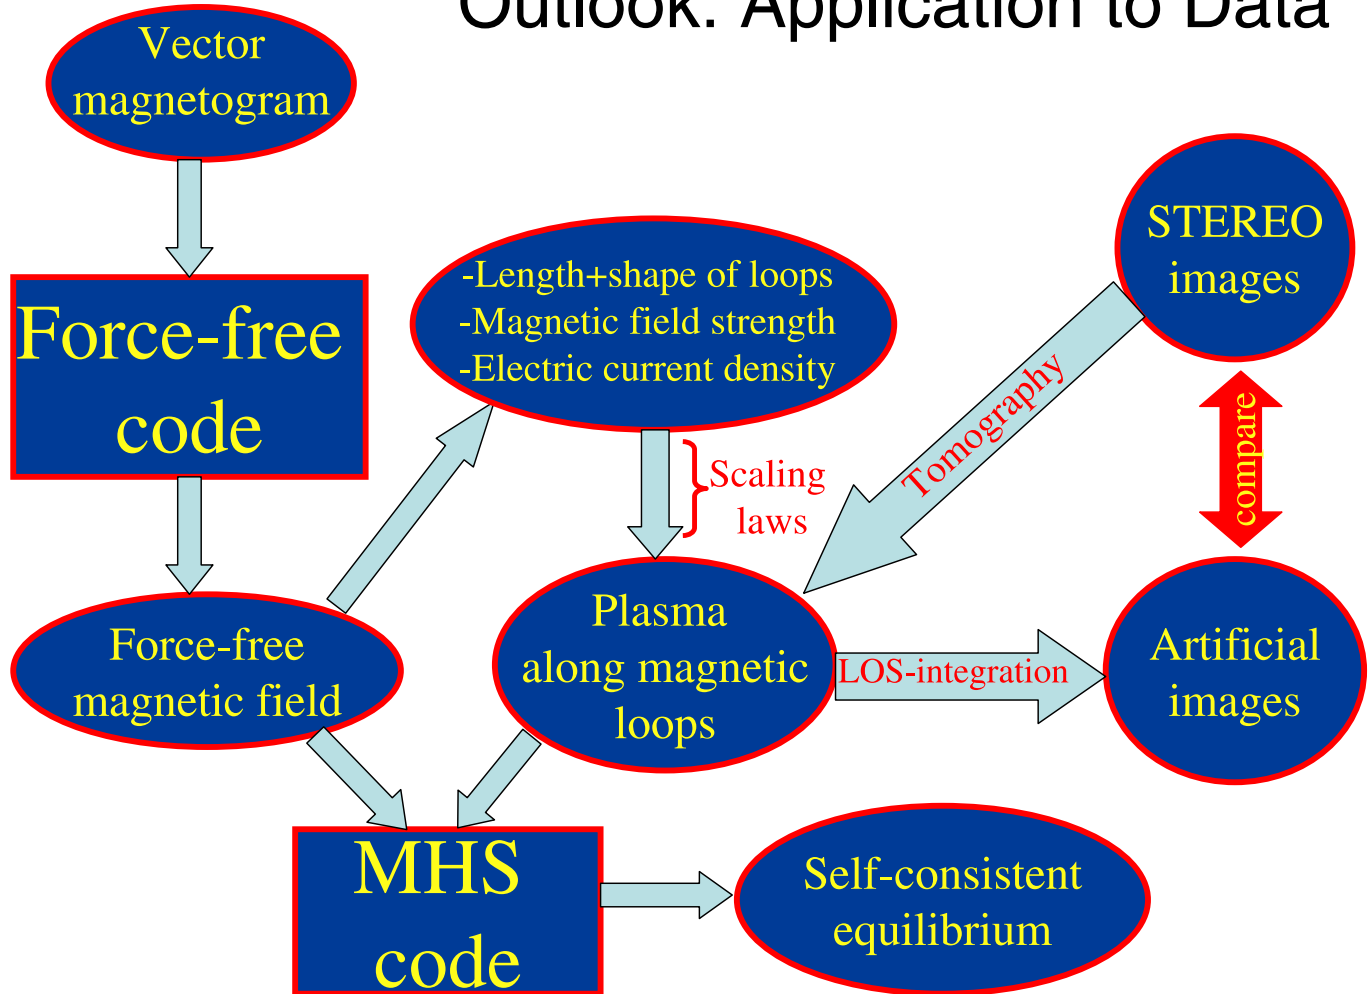 Outlook: Application to Data
Vector
magnetogram
STEREO
images
-Length+shape of loops
-Magnetic field strength
-Electric current density
Force-free
code
Tomography
compare
Scaling
laws
Plasma
along magnetic
loops
Force-free
magnetic field
LOS-integration
Artificial
images
MHS
code
Self-consistent
equilibrium